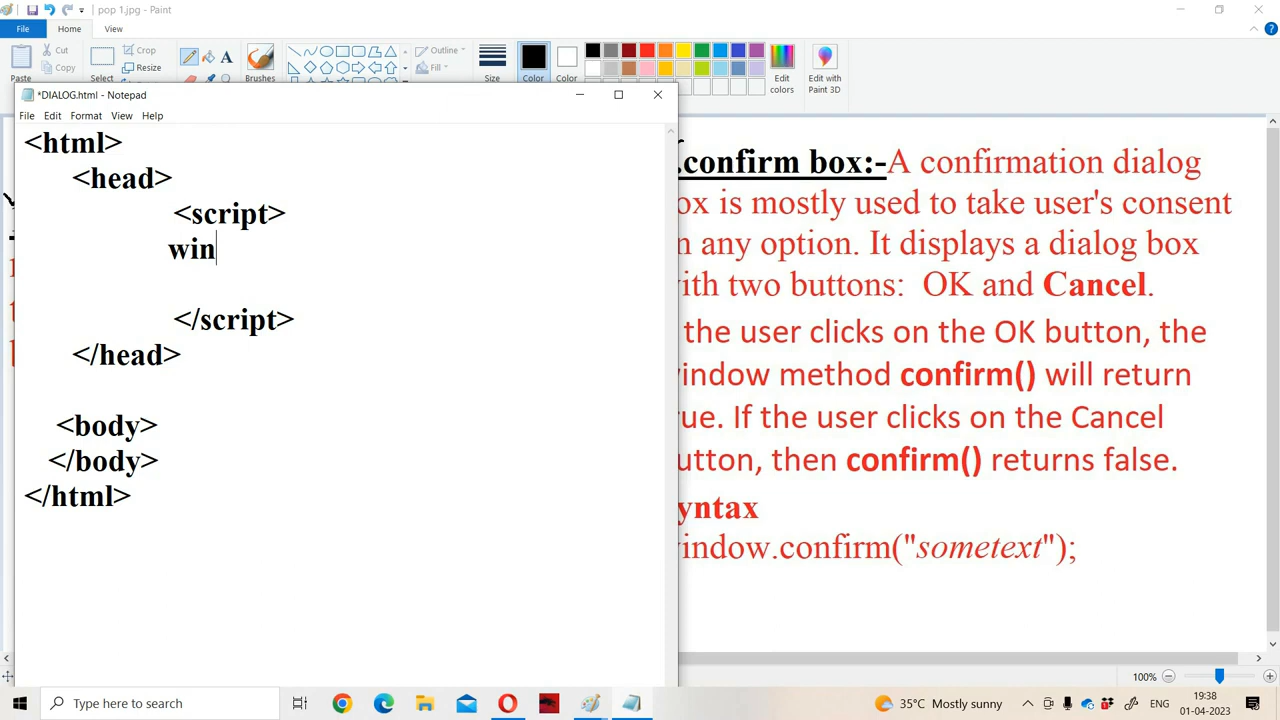 pop 1.jpg - Paint
File Home View
Cut Crop Outline
Copy Resize Fill
Paste Select Brushes Size Color Color Edit colors Edit with Paint 3D
*DIALOG.html - Notepad
File Edit Format View Help
<html>
<head>
<script>
win
</script>
</head>
<body>
</body>
</html>
confirm box:-A confirmation dialog
ox is mostly used to take user's consent
n any option. It displays a dialog box
ith two buttons: OK and Cancel.
the user clicks on the OK button, the
indow method confirm() will return
rue. If the user clicks on the Cancel
utton, then confirm() returns false.
yntax
indow.confirm("sometext");
100%
Type here to search
35°C Mostly sunny
ENG
19:38
01-04-2023